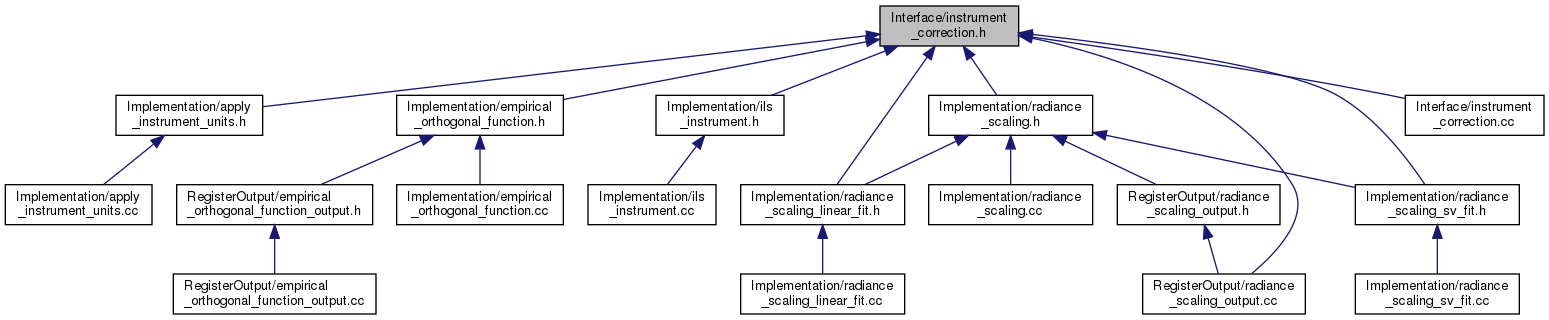 Interface/instrument
_correction.h
Implementation/apply
_instrument_units.h
Implementation/empirical
_orthogonal_function.h
Implementation/ils
_instrument.h
Implementation/radiance
_scaling.h
Interface/instrument
_correction.cc
Implementation/apply
_instrument_units.cc
RegisterOutput/empirical
_orthogonal_function_output.h
Implementation/empirical
_orthogonal_function.cc
Implementation/ils
_instrument.cc
Implementation/radiance
_scaling_linear_fit.h
Implementation/radiance
_scaling.cc
RegisterOutput/radiance
_scaling_output.h
Implementation/radiance
_scaling_sv_fit.h
RegisterOutput/empirical
_orthogonal_function_output.cc
Implementation/radiance
_scaling_linear_fit.cc
RegisterOutput/radiance
_scaling_output.cc
Implementation/radiance
_scaling_sv_fit.cc